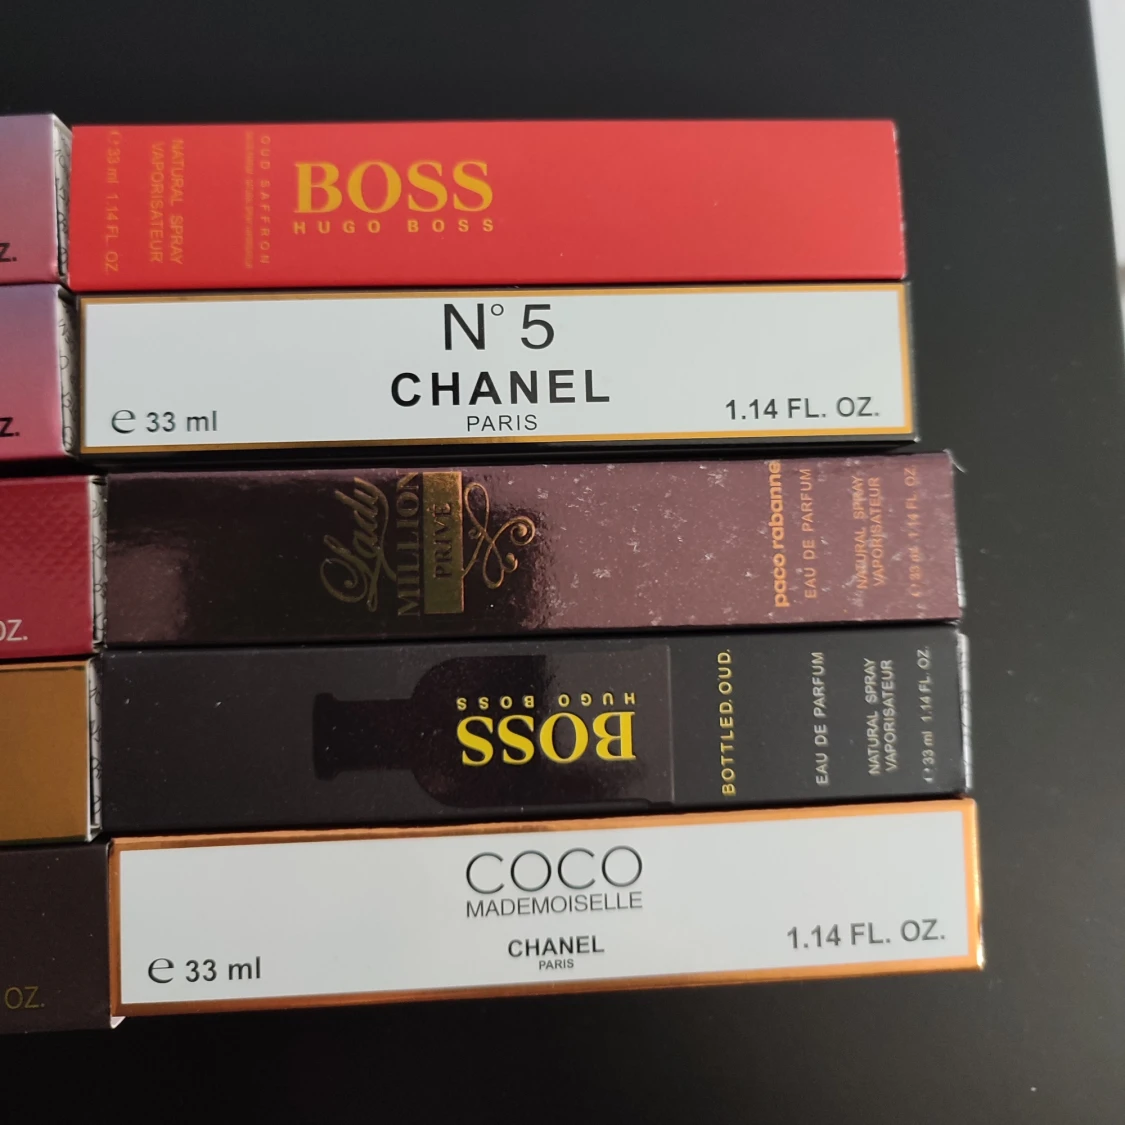 BOSS
HUGO BOSS
OUD SAFFRON
NATURAL SPRAY
VAPORISATEUR
℮ 33 ml 1.14 FL. OZ
Z.
N° 5
CHANEL
PARIS
℮ 33 ml
1.14 FL. OZ.
Z.
Lady
MILLION
PRIVÉ
paco rabanne
EAU DE PARFUM
NATURAL SPRAY
VAPORISATEUR
℮ 33 ml 1.14 FL. OZ.
OZ.
BOSS
HUGO BOSS
BOTTLED.OUD.
EAU DE PARFUM
NATURAL SPRAY
VAPORISATEUR
℮ 33 ml 1.14 FL. OZ.
COCO
MADEMOISELLE
CHANEL
PARIS
℮ 33 ml
1.14 FL. OZ.
OZ.